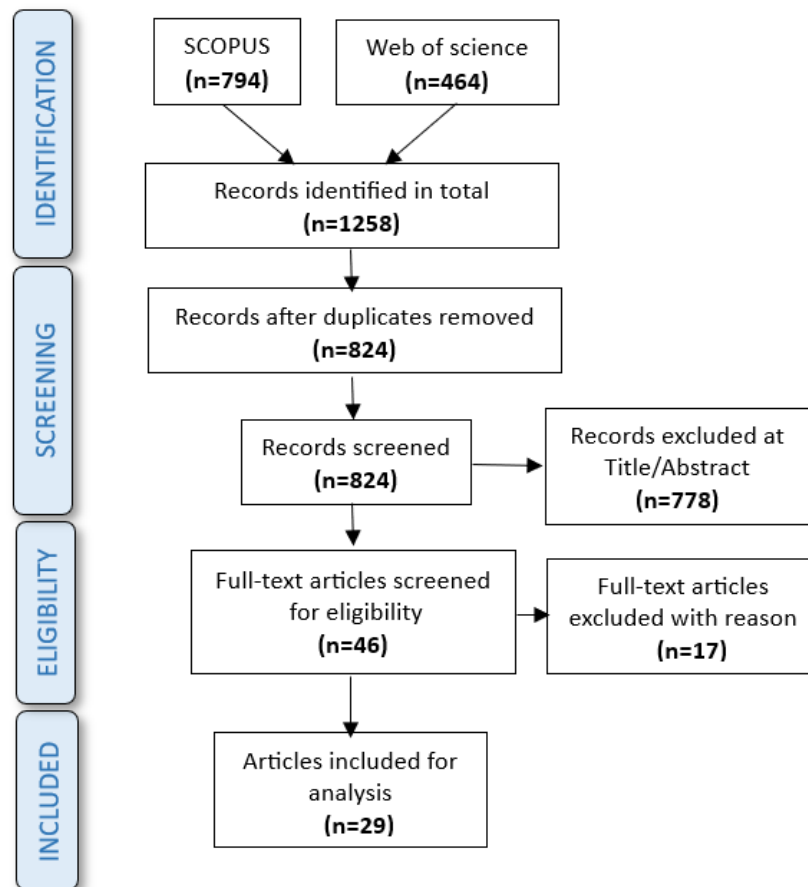 IDENTIFICATION
SCOPUS
(n=794)
Web of science
(n=464)
Records identified in total
(n=1258)
SCREENING
Records after duplicates removed
(n=824)
Records screened
(n=824)
Records excluded at
Title/Abstract
(n=778)
ELIGIBILITY
Full-text articles screened
for eligibility
(n=46)
Full-text articles
excluded with reason
(n=17)
INCLUDED
Articles included for
analysis
(n=29)